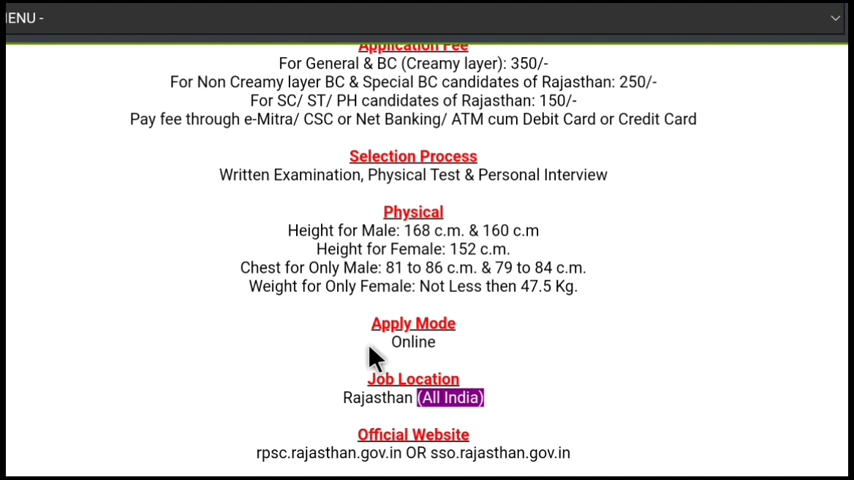 ENU -
Application Fee
For General & BC (Creamy layer): 350/-
For Non Creamy layer BC & Special BC candidates of Rajasthan: 250/-
For SC/ ST/ PH candidates of Rajasthan: 150/-
Pay fee through e-Mitra/ CSC or Net Banking/ ATM cum Debit Card or Credit Card
Selection Process
Written Examination, Physical Test & Personal Interview
Physical
Height for Male: 168 c.m. & 160 c.m
Height for Female: 152 c.m.
Chest for Only Male: 81 to 86 c.m. & 79 to 84 c.m.
Weight for Only Female: Not Less then 47.5 Kg.
Apply Mode
Online
Job Location
Rajasthan (All India)
Official Website
rpsc.rajasthan.gov.in OR sso.rajasthan.gov.in